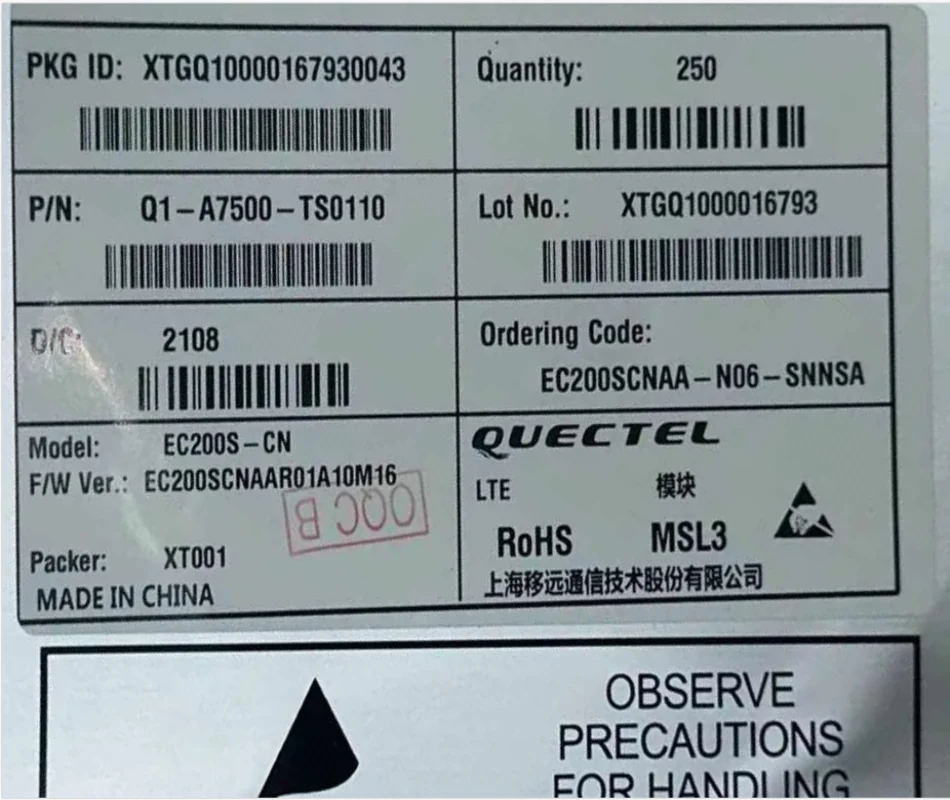 PKG ID: XTGQ10000167930043
Quantity: 250
P/N: Q1-A7500-TS0110
Lot No.: XTGQ1000016793
D/C: 2108
Ordering Code:
EC200SCNAA-N06-SNNSA
Model: EC200S-CN
F/W Ver.: EC200SCNAAR01A10M16
OQC B
Packer: XT001
MADE IN CHINA
QUECTEL
LTE 模块
RoHS MSL3
上海移远通信技术股份有限公司
OBSERVE
PRECAUTIONS
FOR HANDLING